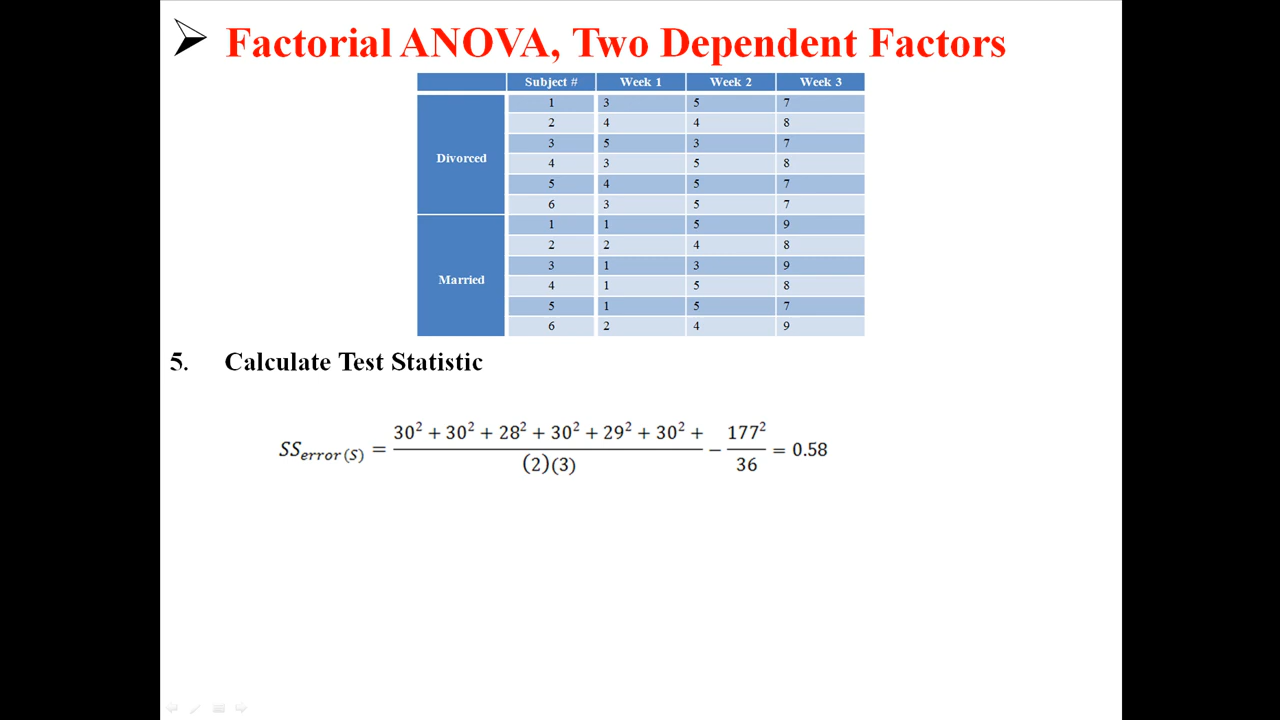 Factorial ANOVA, Two Dependent Factors
Subject # Week 1 Week 2 Week 3
Divorced
1 3 5 7
2 4 4 8
3 5 3 7
4 3 5 8
5 4 5 7
6 3 5 7
Married
1 1 5 9
2 2 4 8
3 1 3 9
4 1 5 8
5 1 5 7
6 2 4 9
5. Calculate Test Statistic
SS_error(S) = (30² + 30² + 28² + 30² + 29² + 30² +) / (2)(3) − 177² / 36 = 0.58